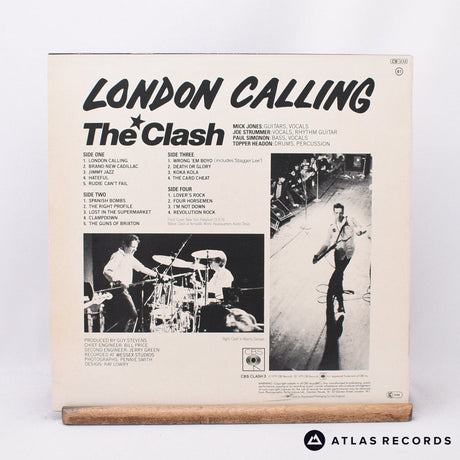 LONDON CALLING
The Clash
MICK JONES: GUITARS, VOCALS
JOE STRUMMER: VOCALS, RHYTHM GUITAR
PAUL SIMONON: BASS, VOCALS
TOPPER HEADON: DRUMS, PERCUSSION
SIDE ONE
1. LONDON CALLING
2. BRAND NEW CADILLAC
3. JIMMY JAZZ
4. HATEFUL
5. RUDIE CAN'T FAIL
SIDE TWO
1. SPANISH BOMBS
2. THE RIGHT PROFILE
3. LOST IN THE SUPERMARKET
4. CLAMPDOWN
5. THE GUNS OF BRIXTON
SIDE THREE
1. WRONG 'EM BOYO (includes 'Stagger Lee')
2. DEATH OR GLORY
3. KOKA KOLA
4. THE CARD CHEAT
SIDE FOUR
1. LOVER'S ROCK
2. FOUR HORSEMEN
3. I'M NOT DOWN
4. REVOLUTION ROCK
PRODUCED BY GUY STEVENS
CHIEF ENGINEER: BILL PRICE
SECOND ENGINEER: JERRY GREEN
RECORDED AT WESSEX STUDIOS
PHOTOGRAPHS: PENNIE SMITH
DESIGN: RAY LOWRY
CBS
CBS CLASH 3
ATLAS RECORDS